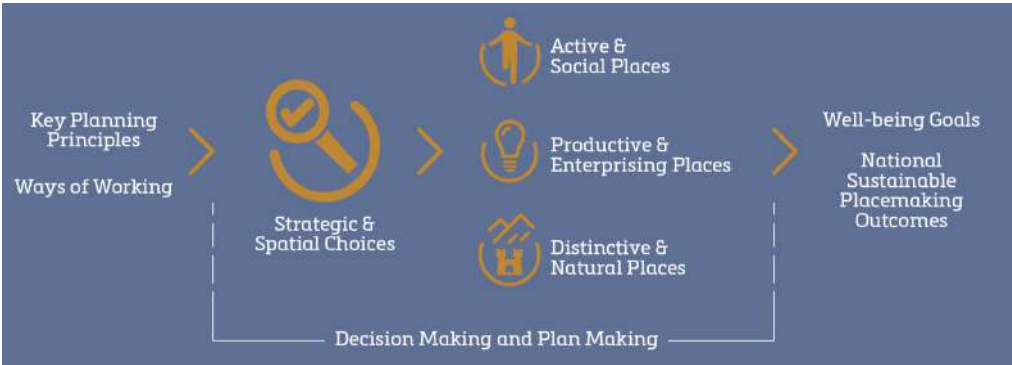 Key Planning
Principles
Ways of Working
Strategic &
Spatial Choices
Active &
Social Places
Productive &
Enterprising Places
Distinctive &
Natural Places
Well-being Goals
National
Sustainable
Placemaking
Outcomes
Decision Making and Plan Making